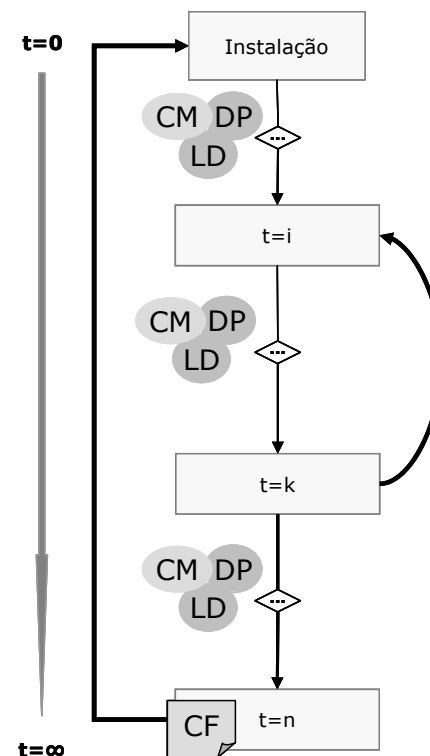 t=0
Instalação
CM DP
LD
...
t=i
CM DP
LD
...
t=k
CM DP
LD
...
CF
t=n
t=∞